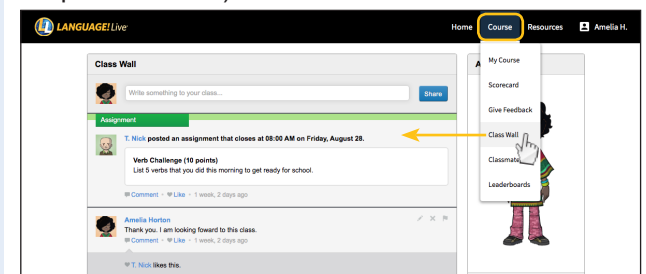 LANGUAGE! Live
Home Course Resources Amelia H.
Class Wall
A
My Course
Write something to your class...
Share
Scorecard
Give Feedback
Assignment
T. Nick posted an assignment that closes at 08:00 AM on Friday, August 28.
Class Wall
Verb Challenge (10 points)
List 5 verbs that you did this morning to get ready for school.
Classmate
Comment · Like · 1 week, 2 days ago
Leaderboards
Amelia Horton
Thank you. I am looking foward to this class.
Comment · Like · 1 week, 2 days ago
T. Nick likes this.